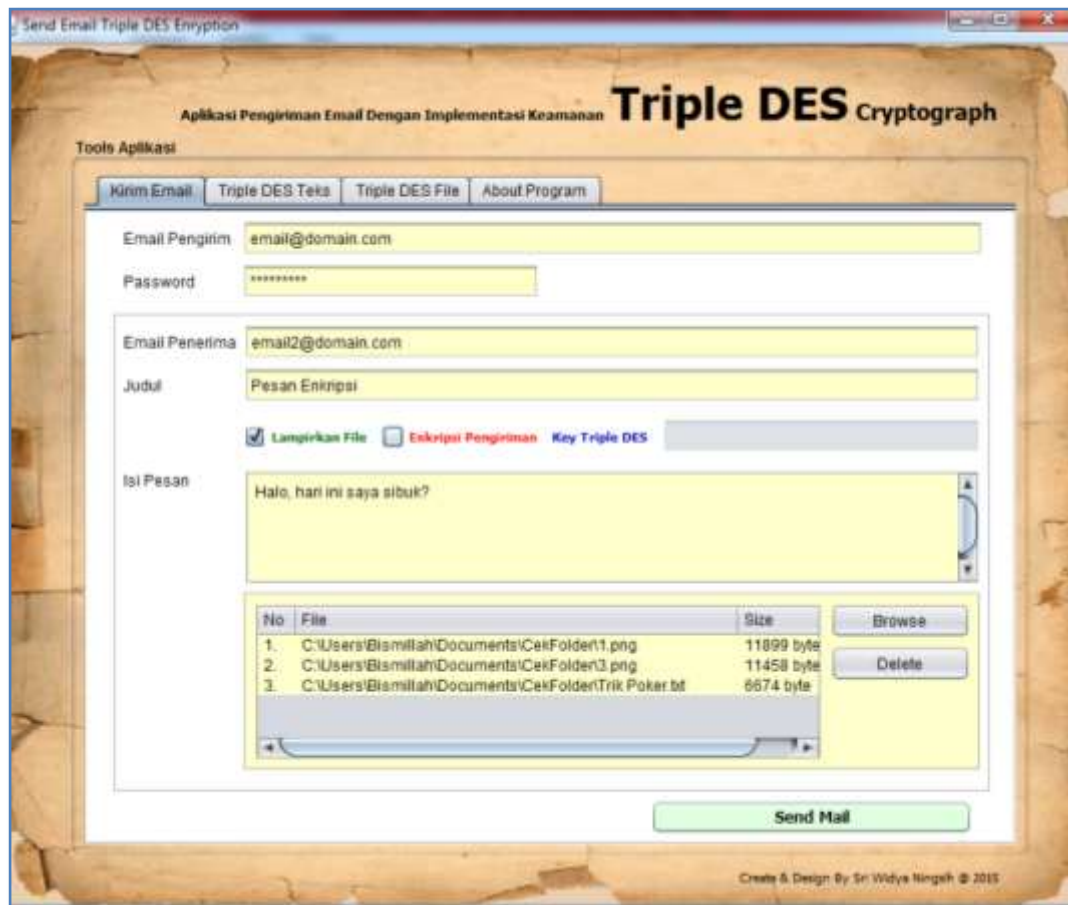 Send Email Triple DES Enryption
Aplikasi Pengiriman Email Dengan Implementasi Keamanan Triple DES Cryptograph
Tools Aplikasi
Kirim Email Triple DES Teks Triple DES File About Program
Email Pengirim email@domain.com
Password *********
Email Penerima email2@domain.com
Judul Pesan Enkripsi
Lampirkan File Enkripsi Pengiriman Key Triple DES
Isi Pesan Halo, hari ini saya sibuk?
No File Size Browse
1. C:\Users\Bismillah\Documents\CekFolder\1.png 11899 byte
2. C:\Users\Bismillah\Documents\CekFolder\3.png 11458 byte Delete
3. C:\Users\Bismillah\Documents\CekFolder\Trik Poker.txt 6674 byte
Send Mail
Create & Design By Sri Widya Ningsih @ 2015